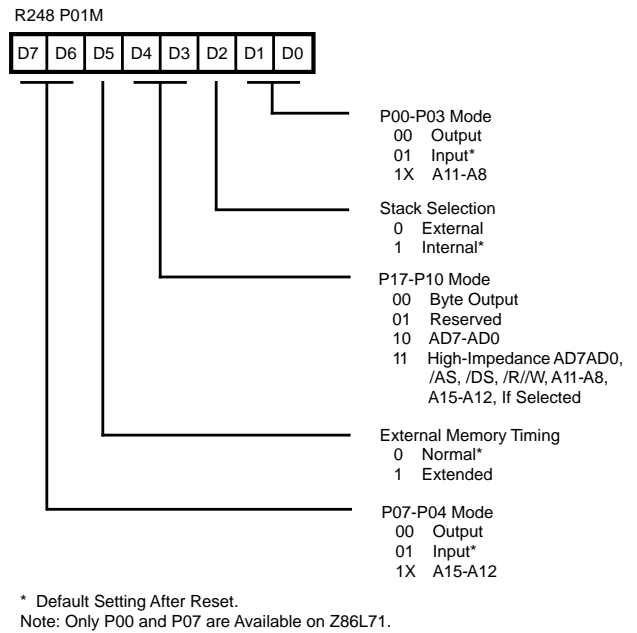 R248 P01M
D7 D6 D5 D4 D3 D2 D1 D0
P00-P03 Mode
00 Output
01 Input*
1X A11-A8
Stack Selection
0 External
1 Internal*
P17-P10 Mode
00 Byte Output
01 Reserved
10 AD7-AD0
11 High-Impedance AD7AD0,
/AS, /DS, /R//W, A11-A8,
A15-A12, If Selected
External Memory Timing
0 Normal*
1 Extended
P07-P04 Mode
00 Output
01 Input*
1X A15-A12
* Default Setting After Reset.
Note: Only P00 and P07 are Available on Z86L71.